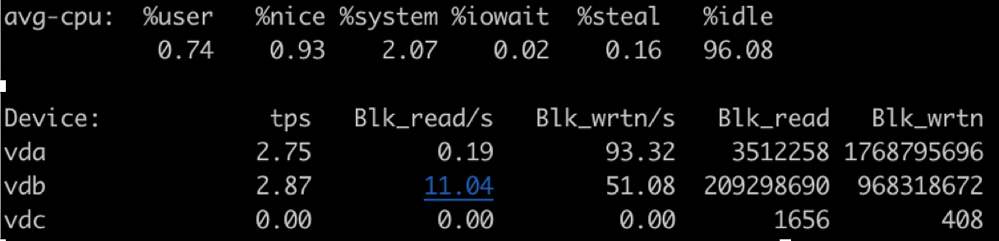 avg-cpu: %user %nice %system %iowait %steal %idle
0.74 0.93 2.07 0.02 0.16 96.08
Device: tps Blk_read/s Blk_wrtn/s Blk_read Blk_wrtn
vda 2.75 0.19 93.32 3512258 1768795696
vdb 2.87 11.04 51.08 209298690 968318672
vdc 0.00 0.00 0.00 1656 408